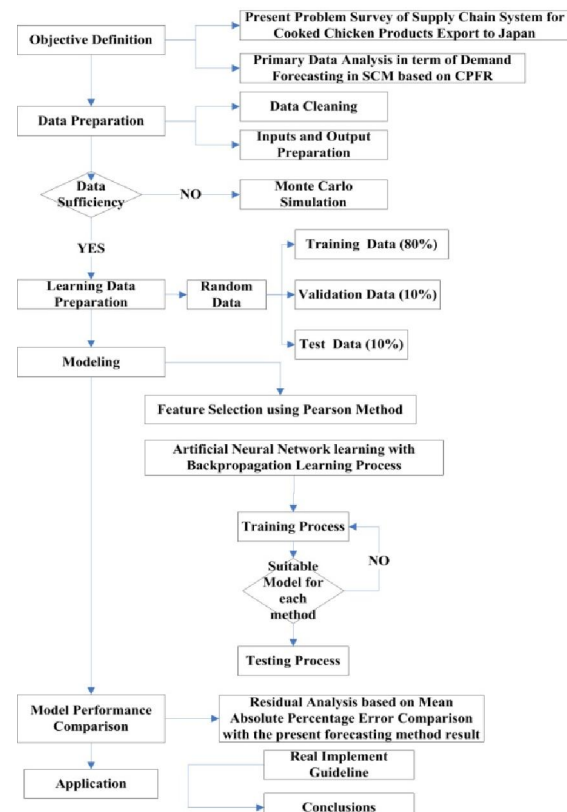 Objective Definition
Present Problem Survey of Supply Chain System for
Cooked Chicken Products Export to Japan
Primary Data Analysis in term of Demand
Forecasting in SCM based on CPFR
Data Preparation
Data Cleaning
Inputs and Output
Preparation
Data
Sufficiency
NO
Monte Carlo
Simulation
YES
Learning Data
Preparation
Random
Data
Training Data (80%)
Validation Data (10%)
Test Data (10%)
Modeling
Feature Selection using Pearson Method
Artificial Neural Network learning with
Backpropagation Learning Process
Training Process
Suitable
Model for
each
method
NO
Testing Process
Model Performance
Comparison
Residual Analysis based on Mean
Absolute Percentage Error Comparison
with the present forecasting method result
Application
Real Implement
Guideline
Conclusions